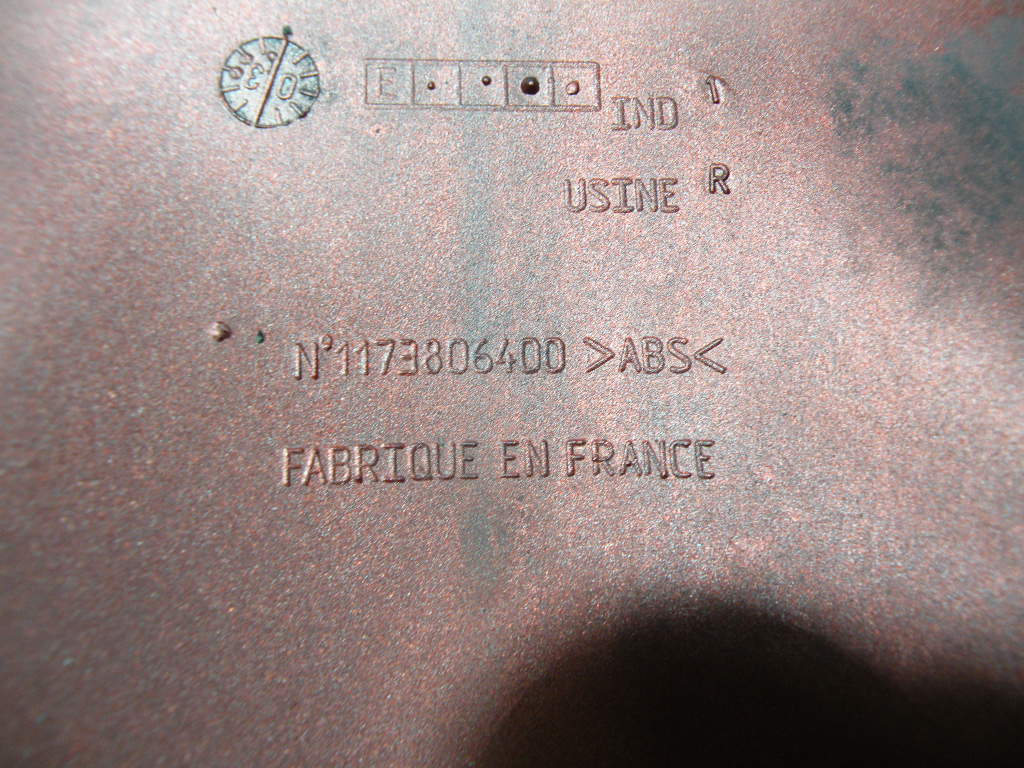 E
IND 1
USINE R
N°1173806400 >ABS<
FABRIQUE EN FRANCE